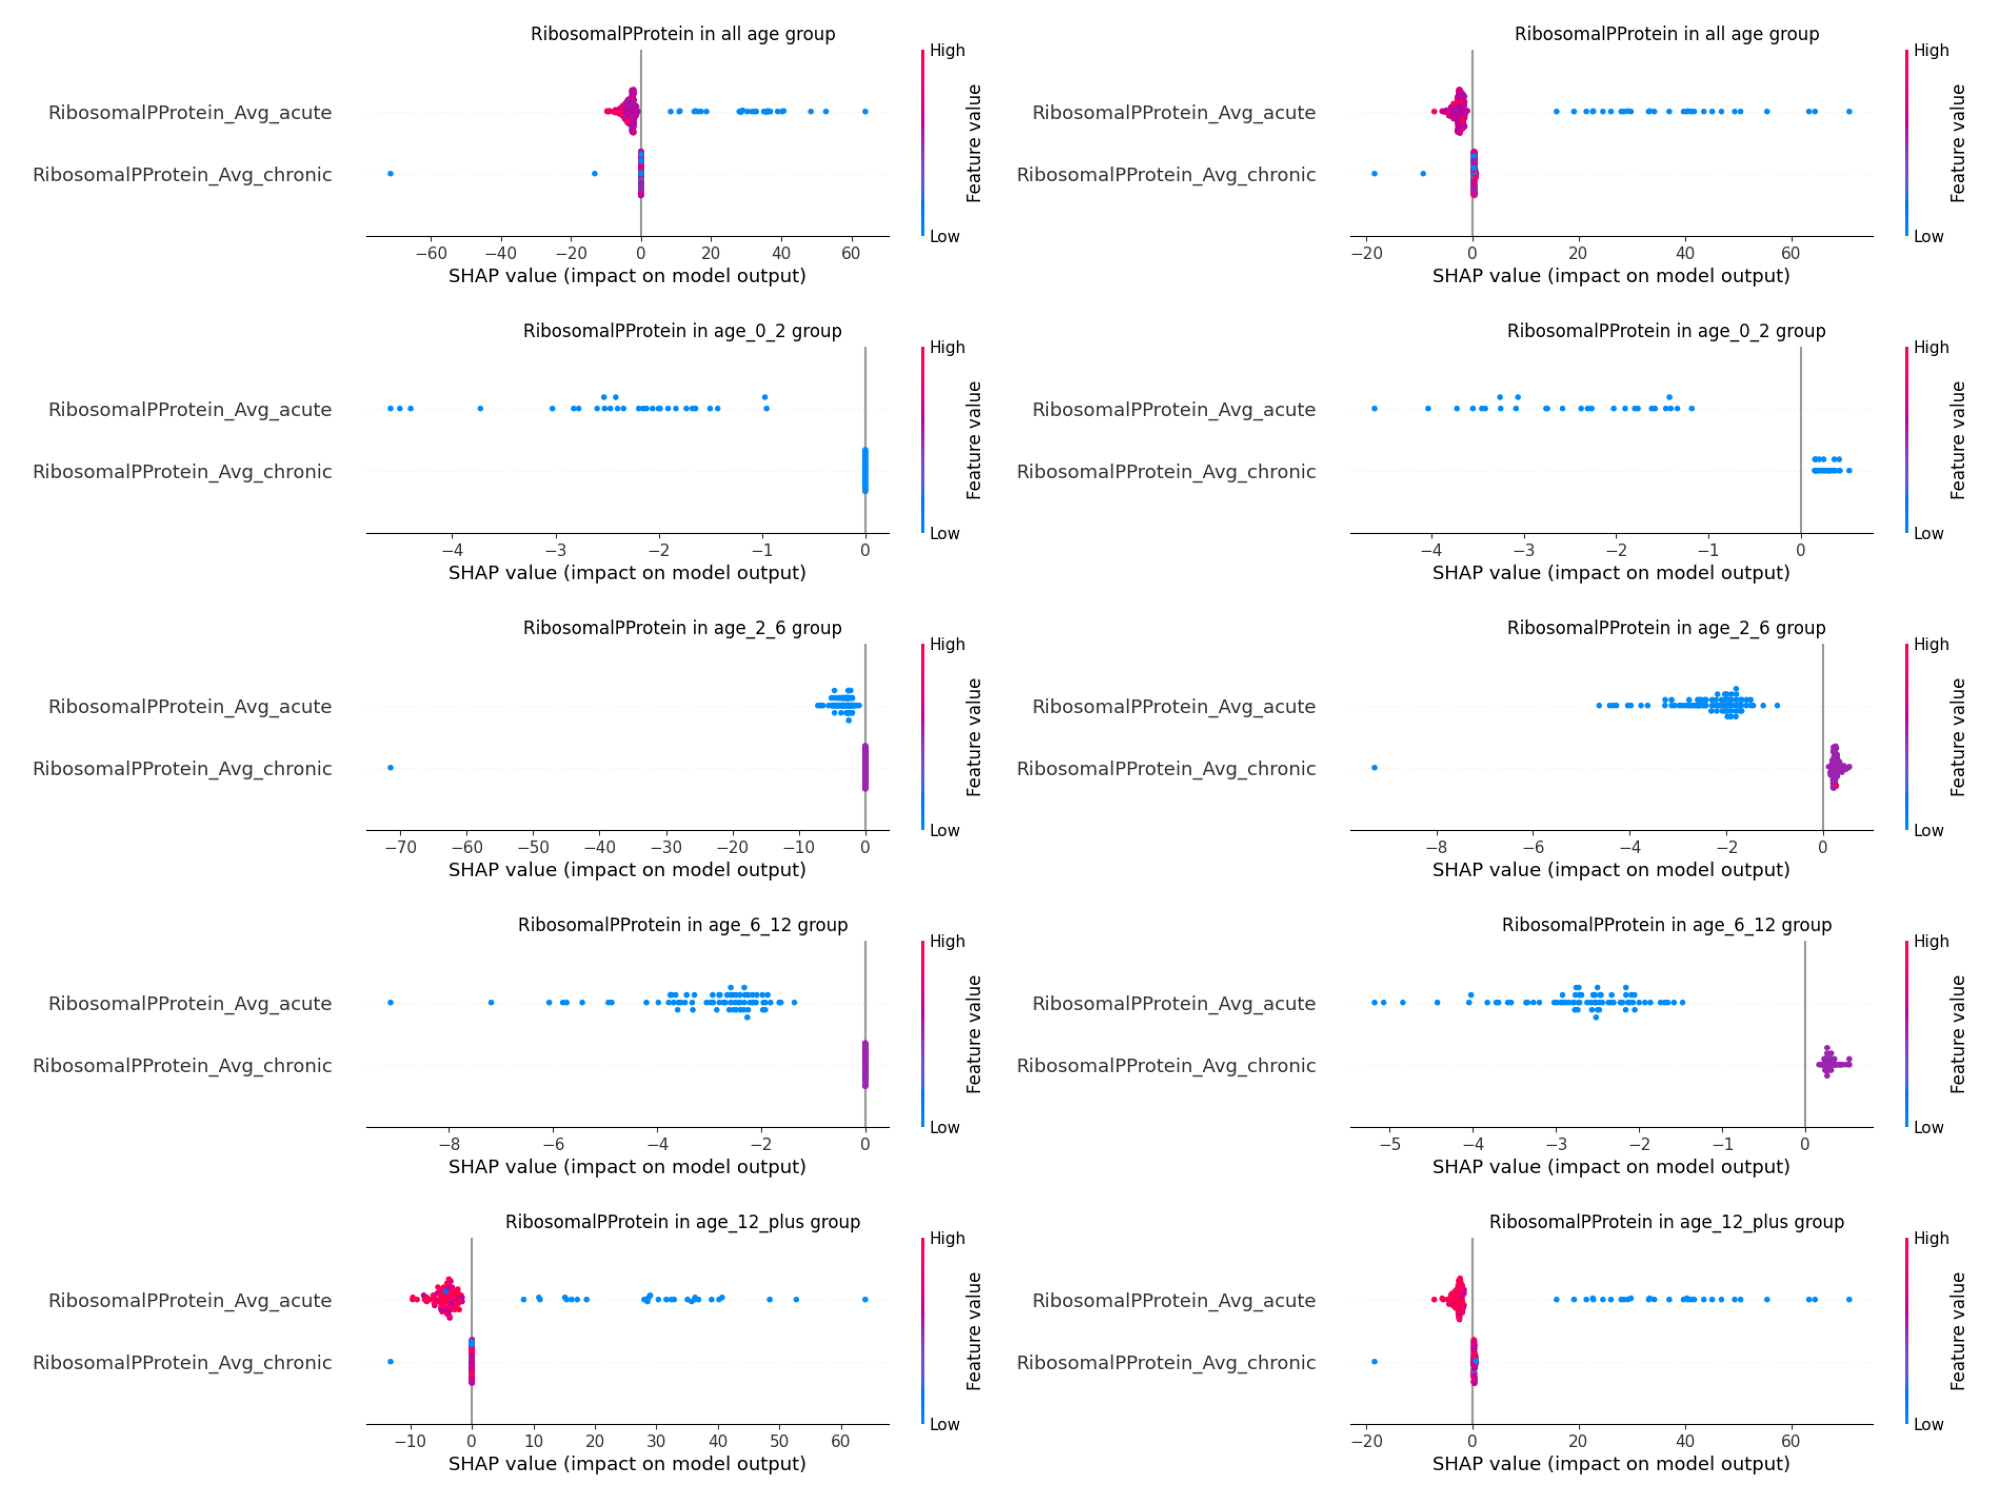 RibosomalPProtein in all age group
High
RibosomalPProtein_Avg_acute
RibosomalPProtein_Avg_chronic
Feature value
Low
−60 −40 −20 0 20 40 60
SHAP value (impact on model output)
RibosomalPProtein in all age group
High
RibosomalPProtein_Avg_acute
RibosomalPProtein_Avg_chronic
Feature value
Low
−20 0 20 40 60
SHAP value (impact on model output)
RibosomalPProtein in age_0_2 group
High
RibosomalPProtein_Avg_acute
RibosomalPProtein_Avg_chronic
Feature value
Low
−4 −3 −2 −1 0
SHAP value (impact on model output)
RibosomalPProtein in age_0_2 group
High
RibosomalPProtein_Avg_acute
RibosomalPProtein_Avg_chronic
Feature value
Low
−4 −3 −2 −1 0
SHAP value (impact on model output)
RibosomalPProtein in age_2_6 group
High
RibosomalPProtein_Avg_acute
RibosomalPProtein_Avg_chronic
Feature value
Low
−70 −60 −50 −40 −30 −20 −10 0
SHAP value (impact on model output)
RibosomalPProtein in age_2_6 group
High
RibosomalPProtein_Avg_acute
RibosomalPProtein_Avg_chronic
Feature value
Low
−8 −6 −4 −2 0
SHAP value (impact on model output)
RibosomalPProtein in age_6_12 group
High
RibosomalPProtein_Avg_acute
RibosomalPProtein_Avg_chronic
Feature value
Low
−8 −6 −4 −2 0
SHAP value (impact on model output)
RibosomalPProtein in age_6_12 group
High
RibosomalPProtein_Avg_acute
RibosomalPProtein_Avg_chronic
Feature value
Low
−5 −4 −3 −2 −1 0
SHAP value (impact on model output)
RibosomalPProtein in age_12_plus group
High
RibosomalPProtein_Avg_acute
RibosomalPProtein_Avg_chronic
Feature value
Low
−10 0 10 20 30 40 50 60
SHAP value (impact on model output)
RibosomalPProtein in age_12_plus group
High
RibosomalPProtein_Avg_acute
RibosomalPProtein_Avg_chronic
Feature value
Low
−20 0 20 40 60
SHAP value (impact on model output)